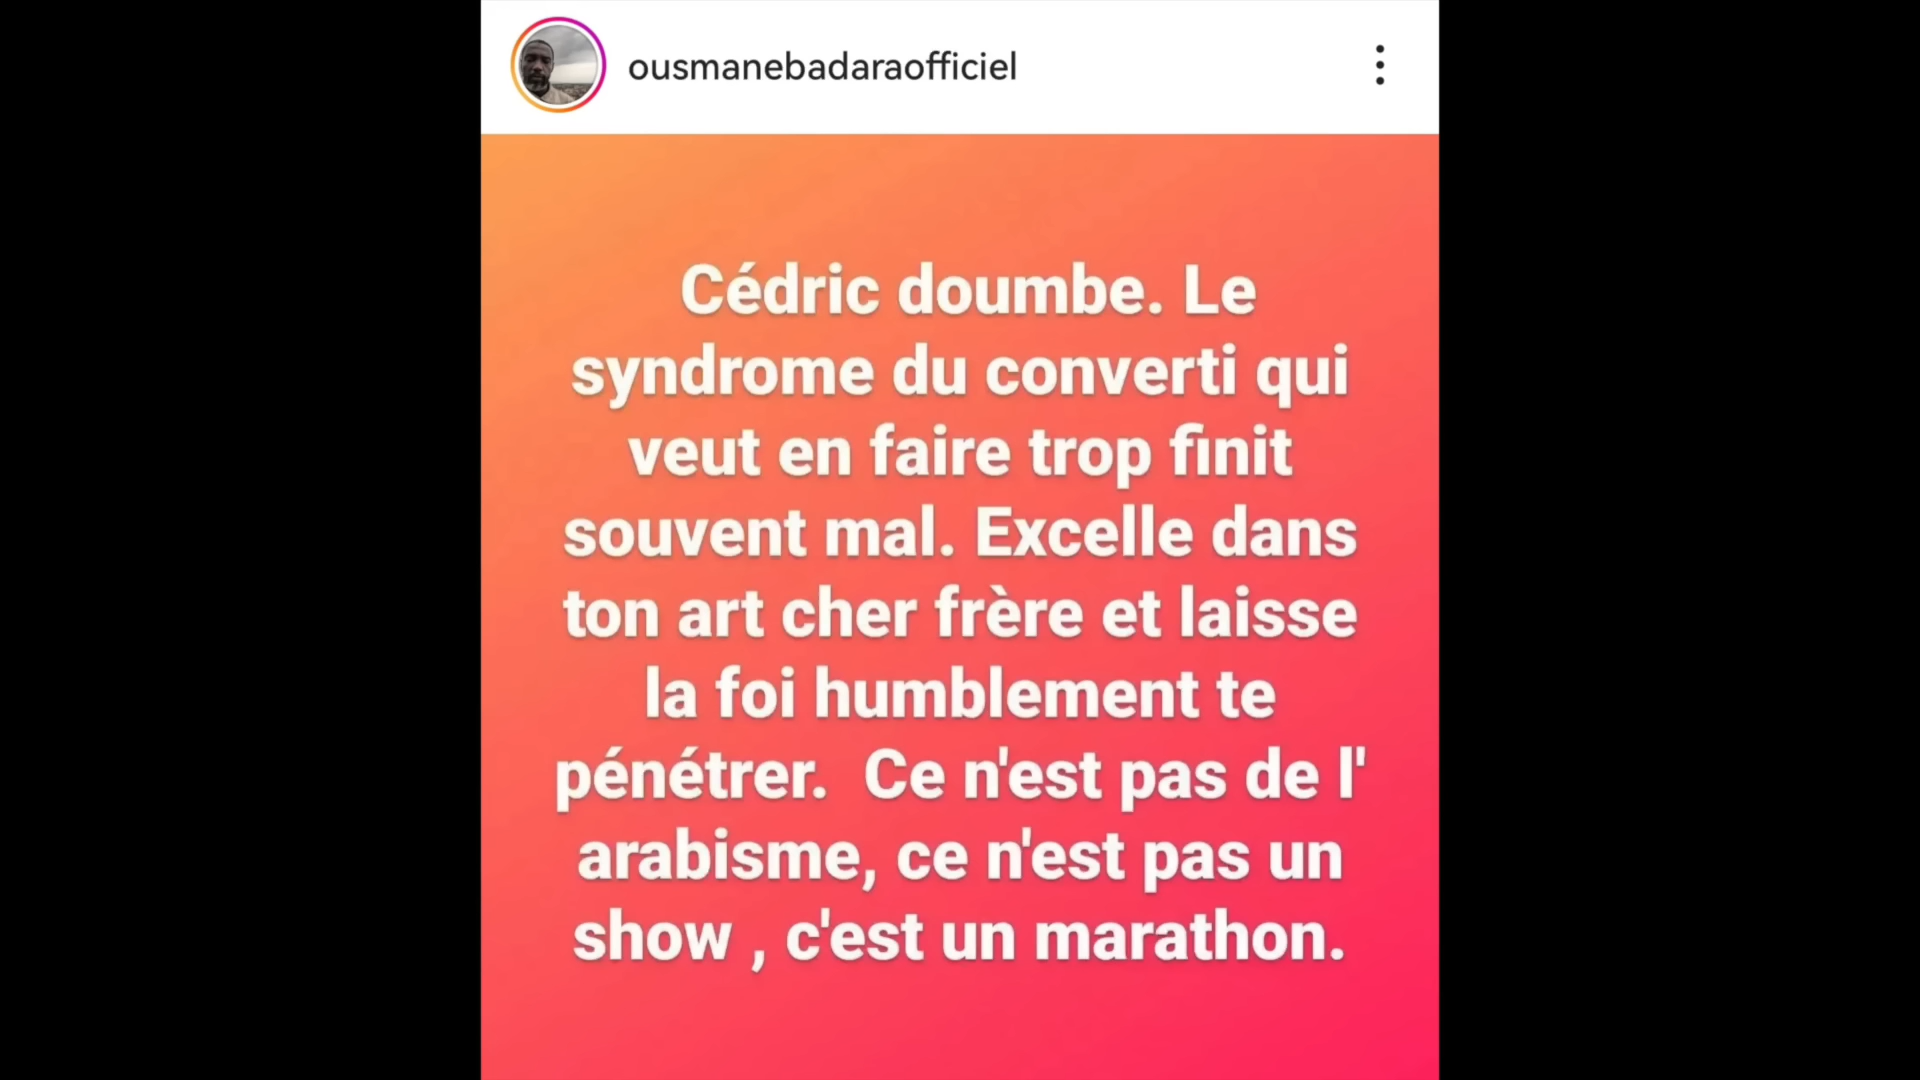 ousmanebadaraofficiel
Cédric doumbe. Le
syndrome du converti qui
veut en faire trop finit
souvent mal. Excelle dans
ton art cher frère et laisse
la foi humblement te
pénétrer.  Ce n'est pas de l'
arabisme, ce n'est pas un
show , c'est un marathon.